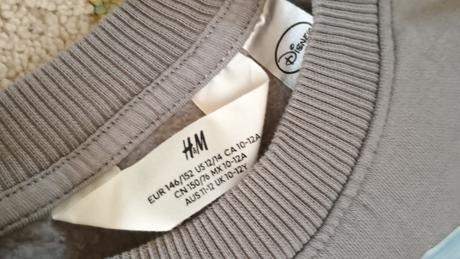 Disney
H&M
EUR 146/152 US 12/14 CA 10-12A
CN 150/76 MX 10-12A
AUS 11-12 UK 10-12Y